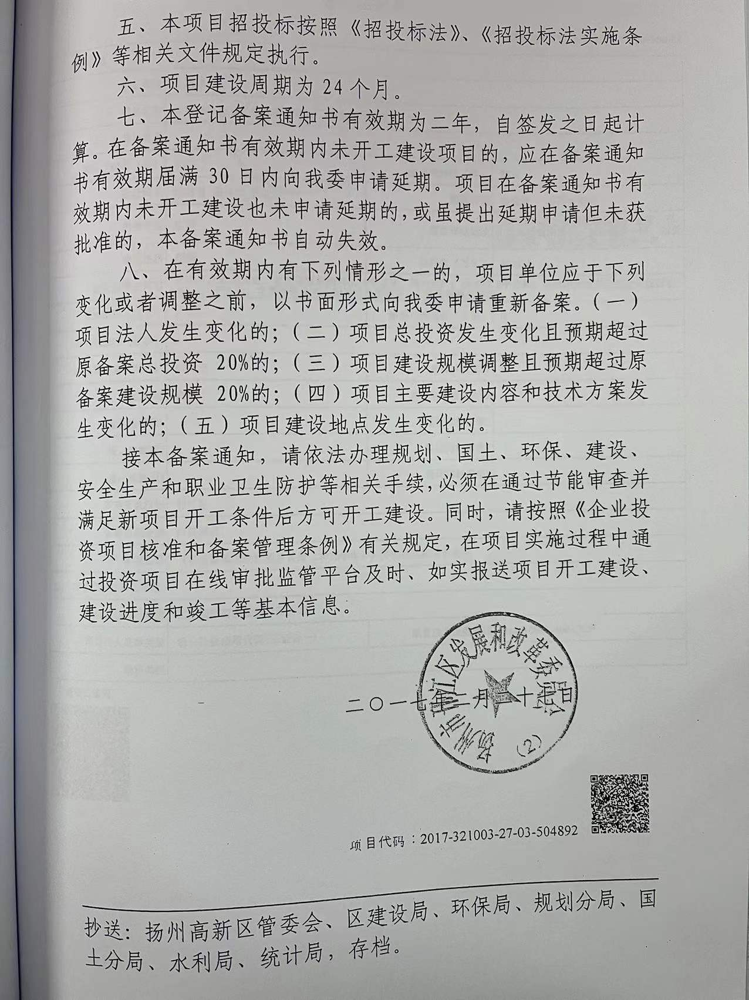 五、本项目招投标按照《招投标法》、《招投标法实施条
例》等相关文件规定执行。
六、项目建设周期为 24 个月。
七、本登记备案通知书有效期为二年，自签发之日起计
算。在备案通知书有效期内未开工建设项目的，应在备案通知
书有效期届满 30 日内向我委申请延期。项目在备案通知书有
效期内未开工建设也未申请延期的，或虽提出延期申请但未获
批准的，本备案通知书自动失效。
八、在有效期内有下列情形之一的，项目单位应于下列
变化或者调整之前，以书面形式向我委申请重新备案。（一）
项目法人发生变化的；（二）项目总投资发生变化且预期超过
原备案总投资 20%的；（三）项目建设规模调整且预期超过原
备案建设规模 20%的；（四）项目主要建设内容和技术方案发
生变化的；（五）项目建设地点发生变化的。
接本备案通知，请依法办理规划、国土、环保、建设、
安全生产和职业卫生防护等相关手续，必须在通过节能审查并
满足新项目开工条件后方可开工建设。同时，请按照《企业投
资项目核准和备案管理条例》有关规定，在项目实施过程中通
过投资项目在线审批监管平台及时、如实报送项目开工建设、
建设进度和竣工等基本信息。
扬州市邗江区发展和改革委员会
(2)
二〇一七年二月二十七日
项目代码：2017-321003-27-03-504892
抄送：扬州高新区管委会、区建设局、环保局、规划分局、国
土分局、水利局、统计局，存档。